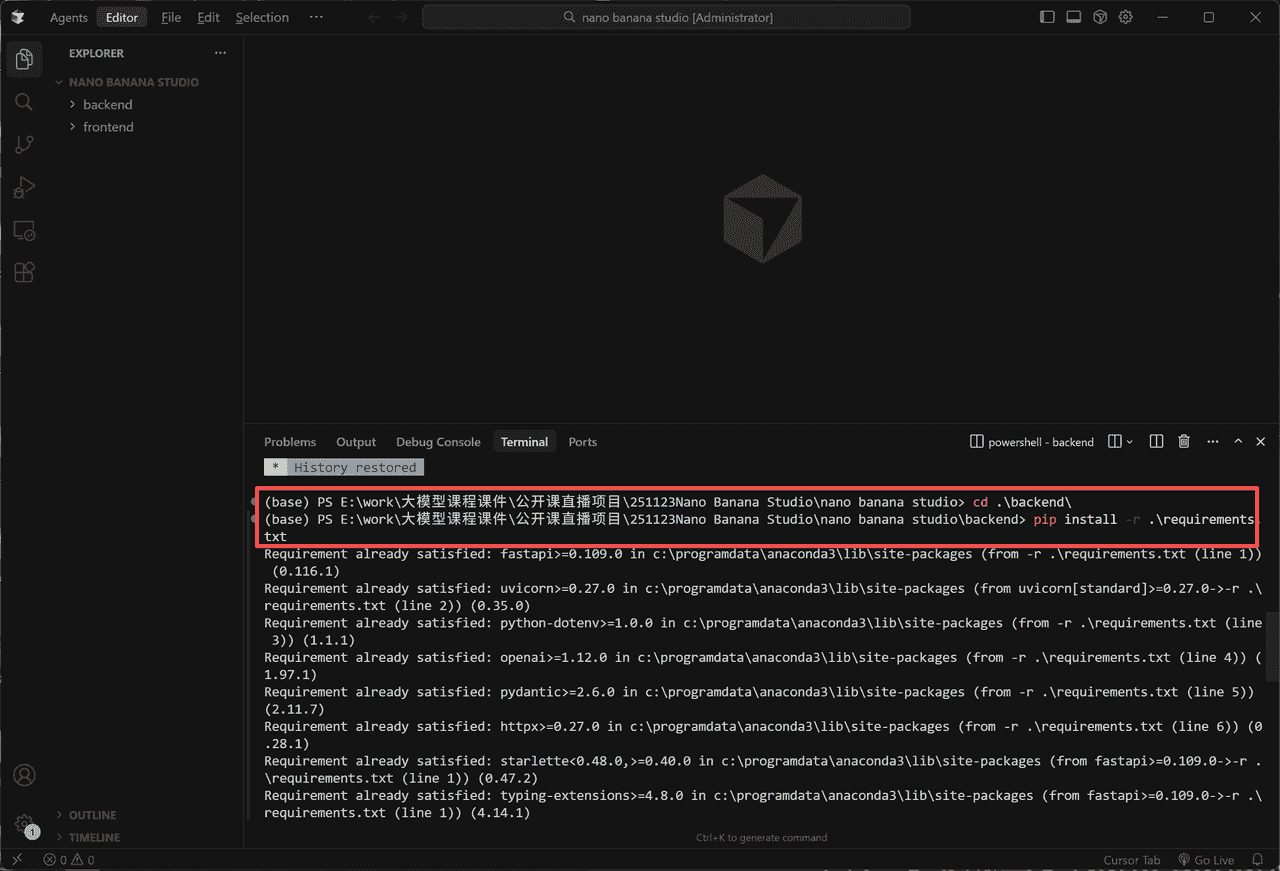 Agents Editor File Edit Selection ··· nano banana studio [Administrator]
EXPLORER ···
NANO BANANA STUDIO
backend
frontend
Problems Output Debug Console Terminal Ports powershell - backend
* History restored
(base) PS E:\work\大模型课程课件\公开课直播项目\251123Nano Banana Studio\nano banana studio> cd .\backend\
(base) PS E:\work\大模型课程课件\公开课直播项目\251123Nano Banana Studio\nano banana studio\backend> pip install -r .\requirements.
txt
Requirement already satisfied: fastapi>=0.109.0 in c:\programdata\anaconda3\lib\site-packages (from -r .\requirements.txt (line 1))
(0.116.1)
Requirement already satisfied: uvicorn>=0.27.0 in c:\programdata\anaconda3\lib\site-packages (from uvicorn[standard]>=0.27.0->-r .\
requirements.txt (line 2)) (0.35.0)
Requirement already satisfied: python-dotenv>=1.0.0 in c:\programdata\anaconda3\lib\site-packages (from -r .\requirements.txt (line
3)) (1.1.1)
Requirement already satisfied: openai>=1.12.0 in c:\programdata\anaconda3\lib\site-packages (from -r .\requirements.txt (line 4)) (
1.97.1)
Requirement already satisfied: pydantic>=2.6.0 in c:\programdata\anaconda3\lib\site-packages (from -r .\requirements.txt (line 5))
(2.11.7)
Requirement already satisfied: httpx>=0.27.0 in c:\programdata\anaconda3\lib\site-packages (from -r .\requirements.txt (line 6)) (0
.28.1)
Requirement already satisfied: starlette<0.48.0,>=0.40.0 in c:\programdata\anaconda3\lib\site-packages (from fastapi>=0.109.0->-r .
\requirements.txt (line 1)) (0.47.2)
Requirement already satisfied: typing-extensions>=4.8.0 in c:\programdata\anaconda3\lib\site-packages (from fastapi>=0.109.0->-r .\
requirements.txt (line 1)) (4.14.1)
OUTLINE
1
TIMELINE
Ctrl+K to generate command
0 0 Cursor Tab Go Live